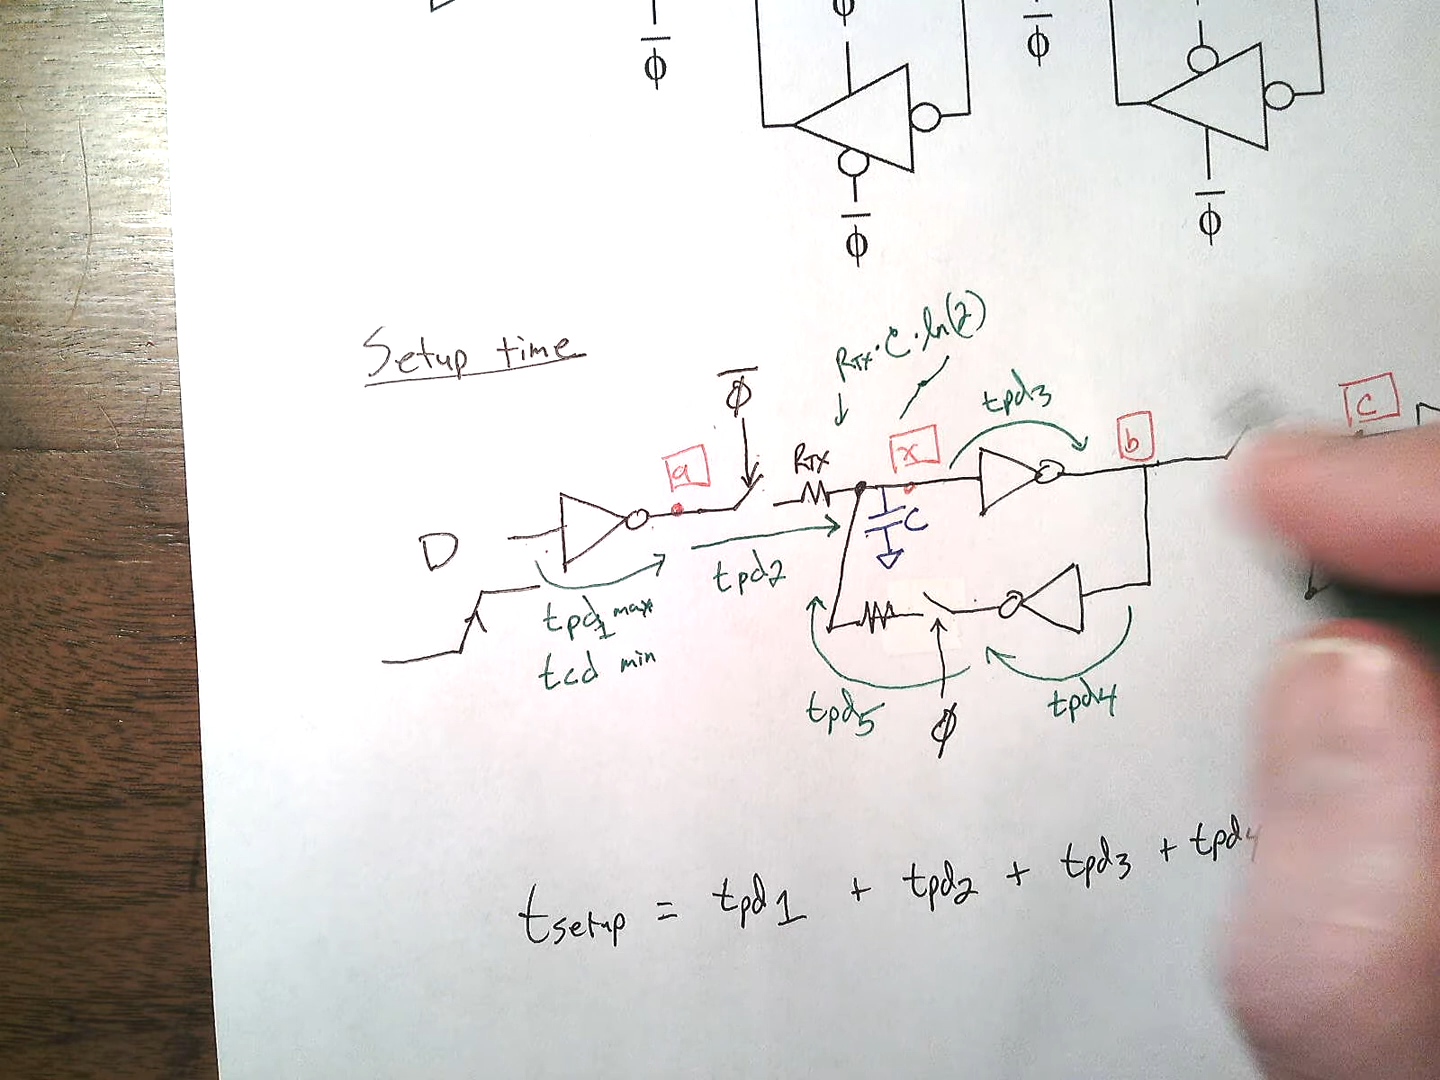 ϕ̅
ϕ
ϕ̅
ϕ̅
ϕ̅
Setup time
RTX · C · ln(2)
ϕ̅
tpd3
c
a
RTX
x
b
D
C
tpd2
tpd1 max
tcd min
tpd5
ϕ
tpd4
tsetup = tpd1 + tpd2 + tpd3 + tpd4